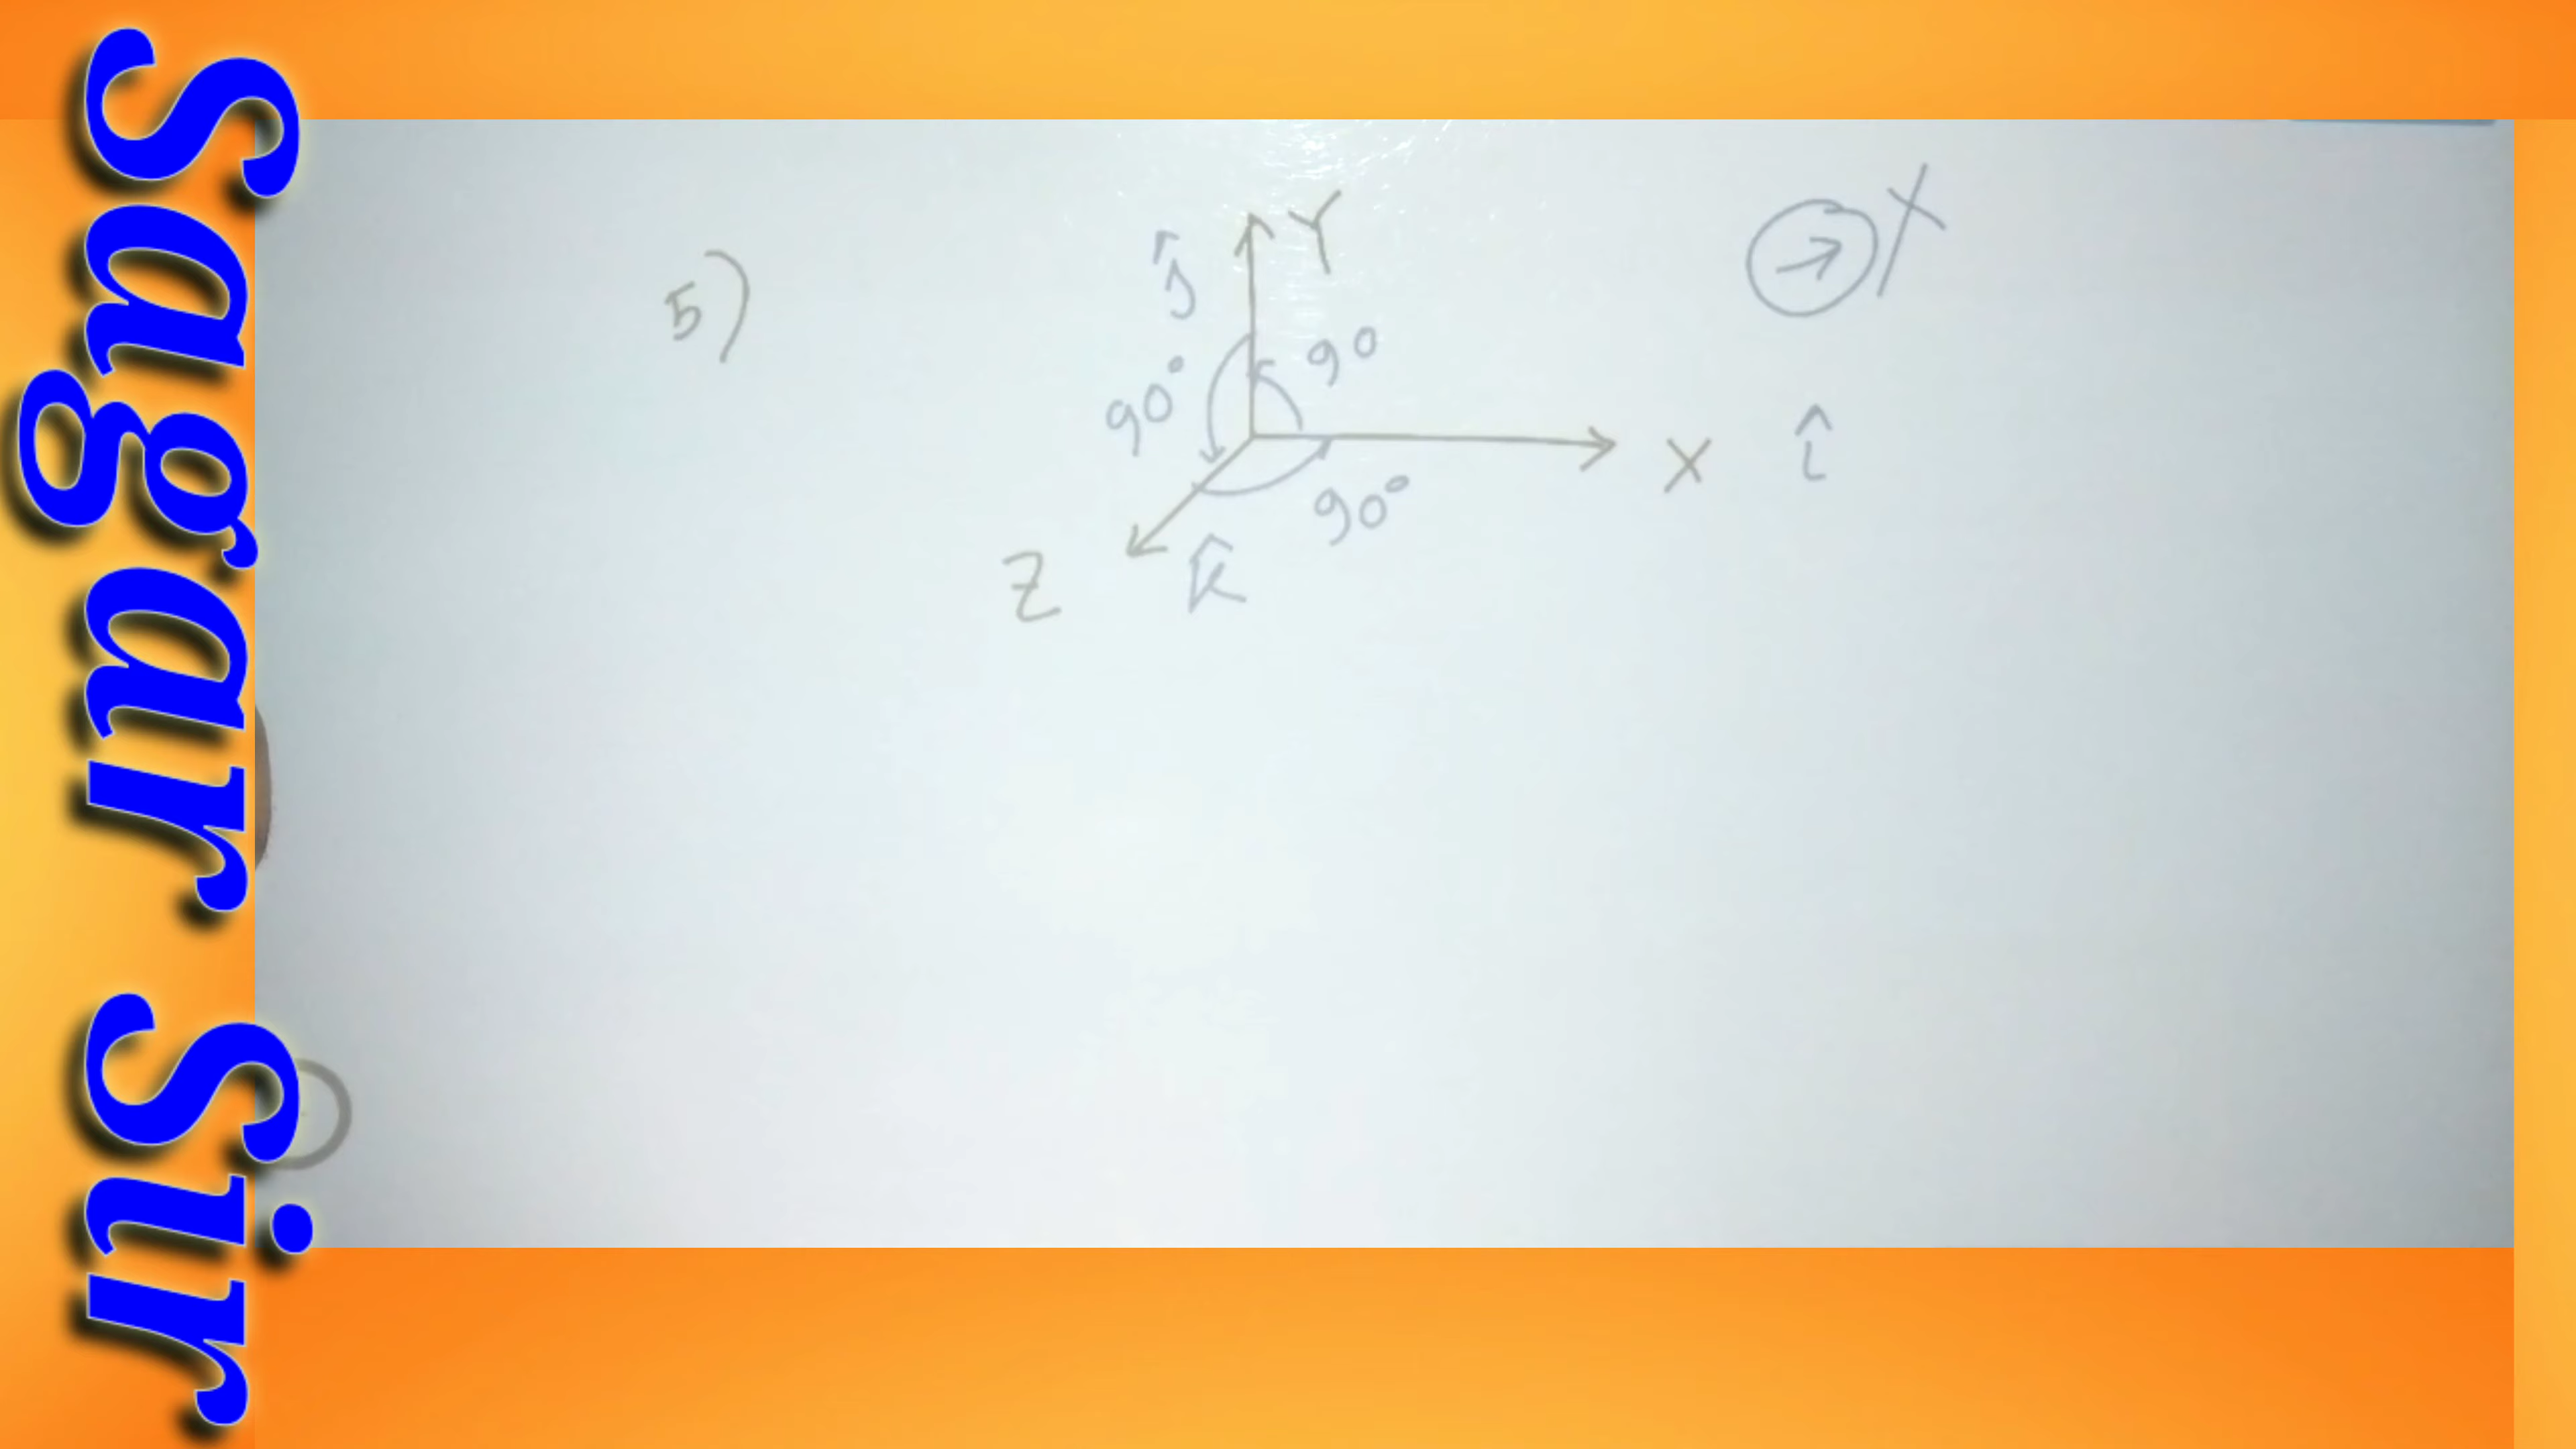 Sagar Sir
5)
ĵ Y
→ X
90° 90
X î
90°
Z k̂